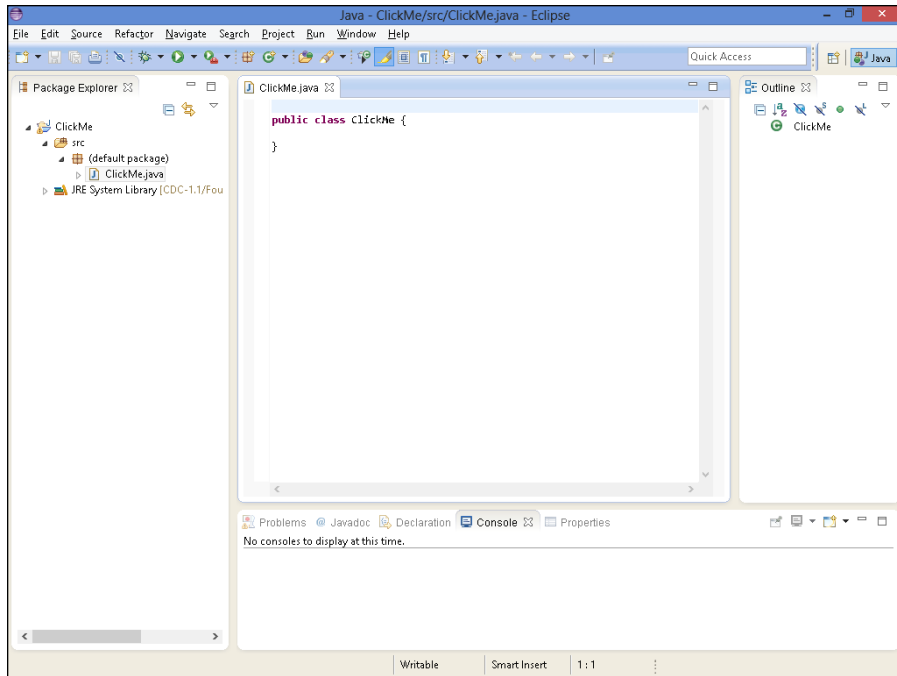 Java - ClickMe/src/ClickMe.java - Eclipse
File Edit Source Refactor Navigate Search Project Run Window Help
Quick Access
Java
Package Explorer
ClickMe
src
(default package)
ClickMe.java
JRE System Library [CDC-1.1/Fou
ClickMe.java
public class ClickMe {
}
Outline
ClickMe
Problems @ Javadoc Declaration Console Properties
No consoles to display at this time.
Writable Smart Insert 1 : 1